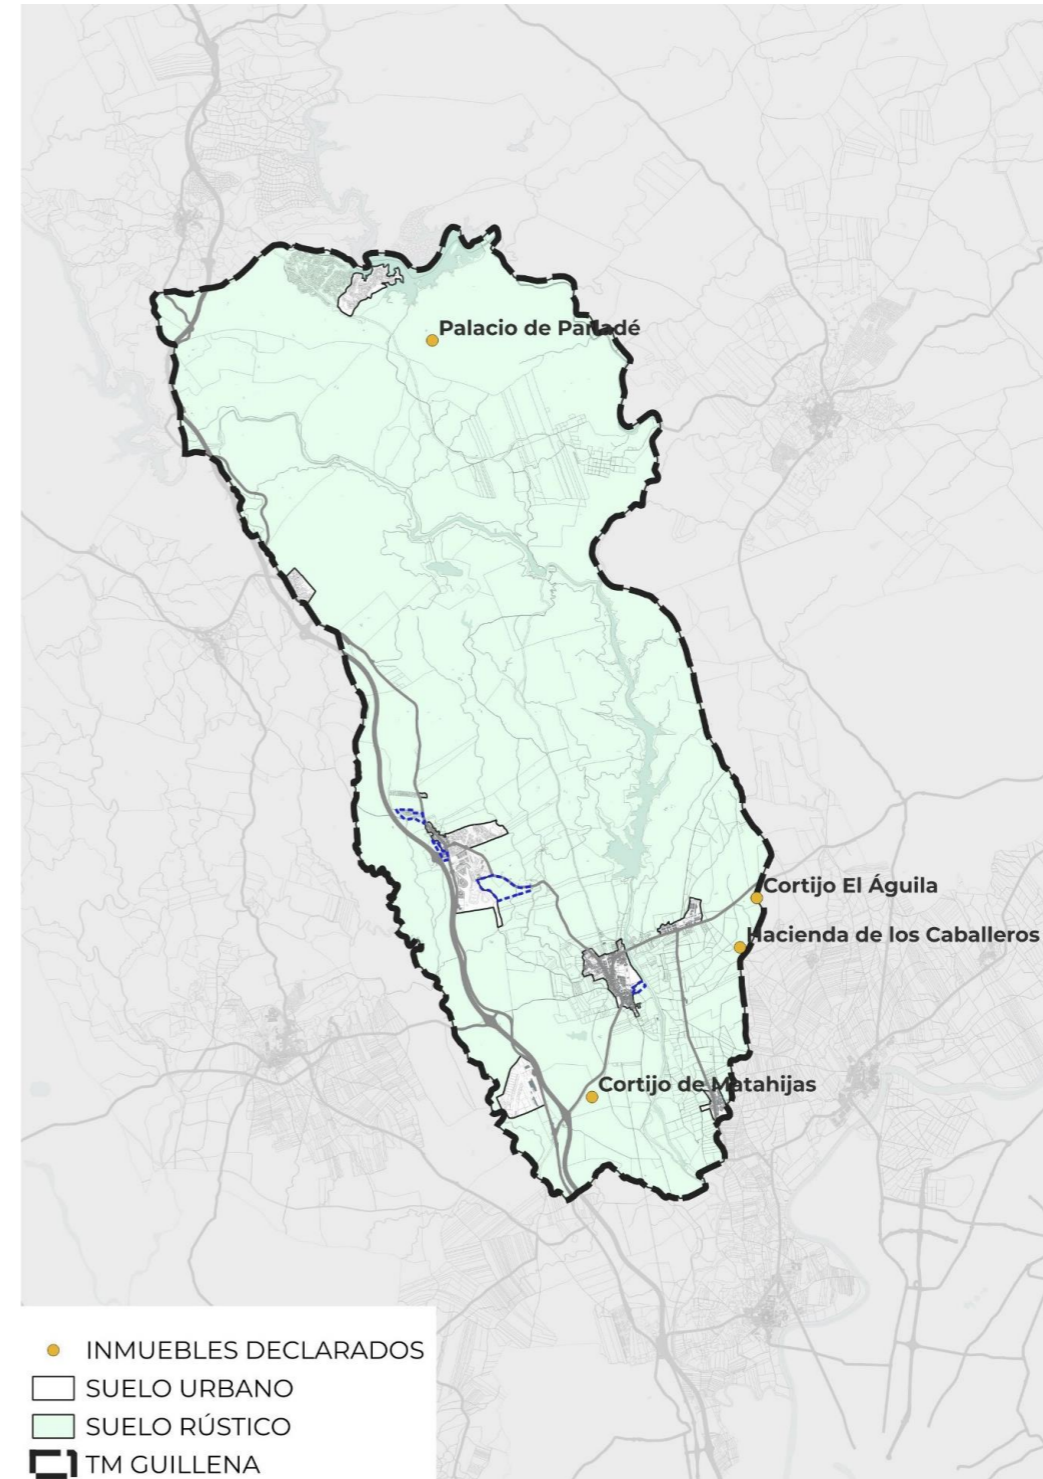 Palacio de Parladé
Cortijo El Águila
Hacienda de los Caballeros
Cortijo de Matahijas
INMUEBLES DECLARADOS
SUELO URBANO
SUELO RÚSTICO
TM GUILLENA